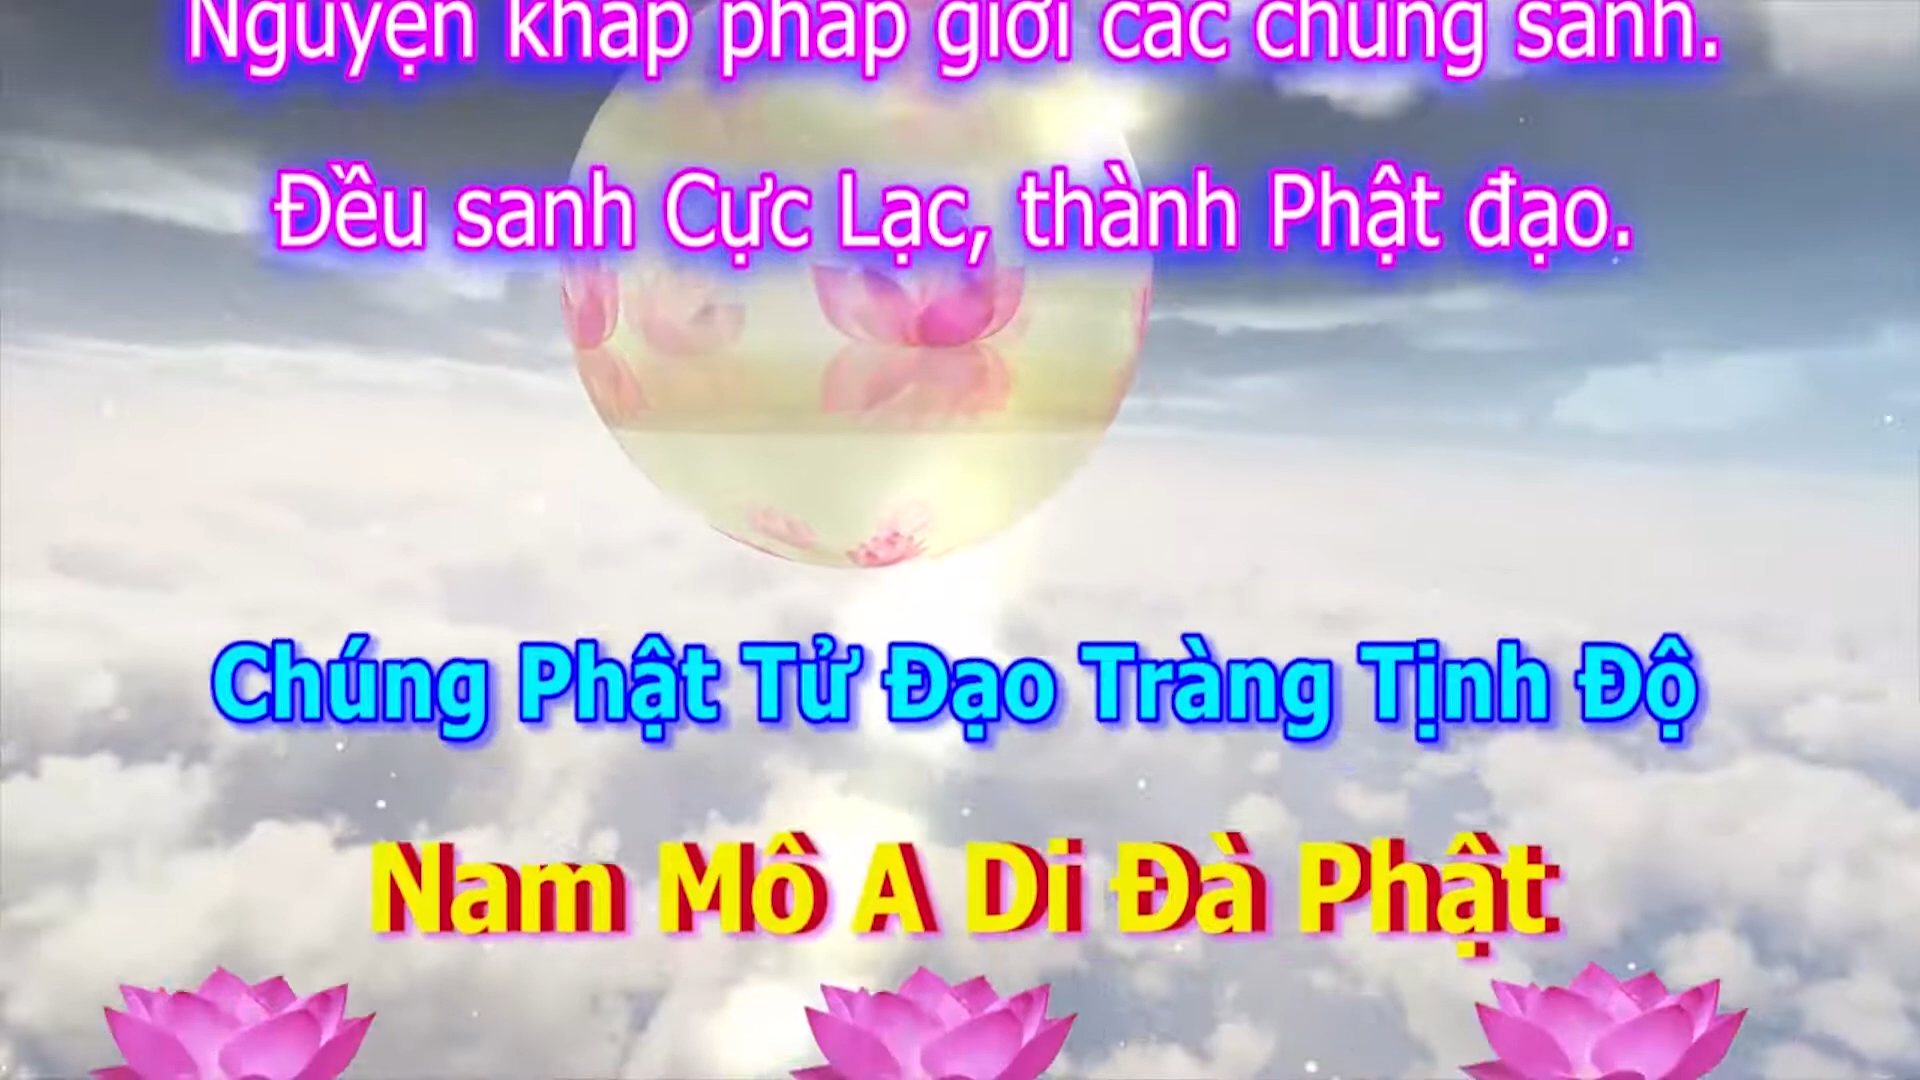 Nguyện khắp pháp giới các chúng sanh.
Đều sanh Cực Lạc, thành Phật đạo.
Chúng Phật Tử Đạo Tràng Tịnh Độ
Nam Mô A Di Đà Phật